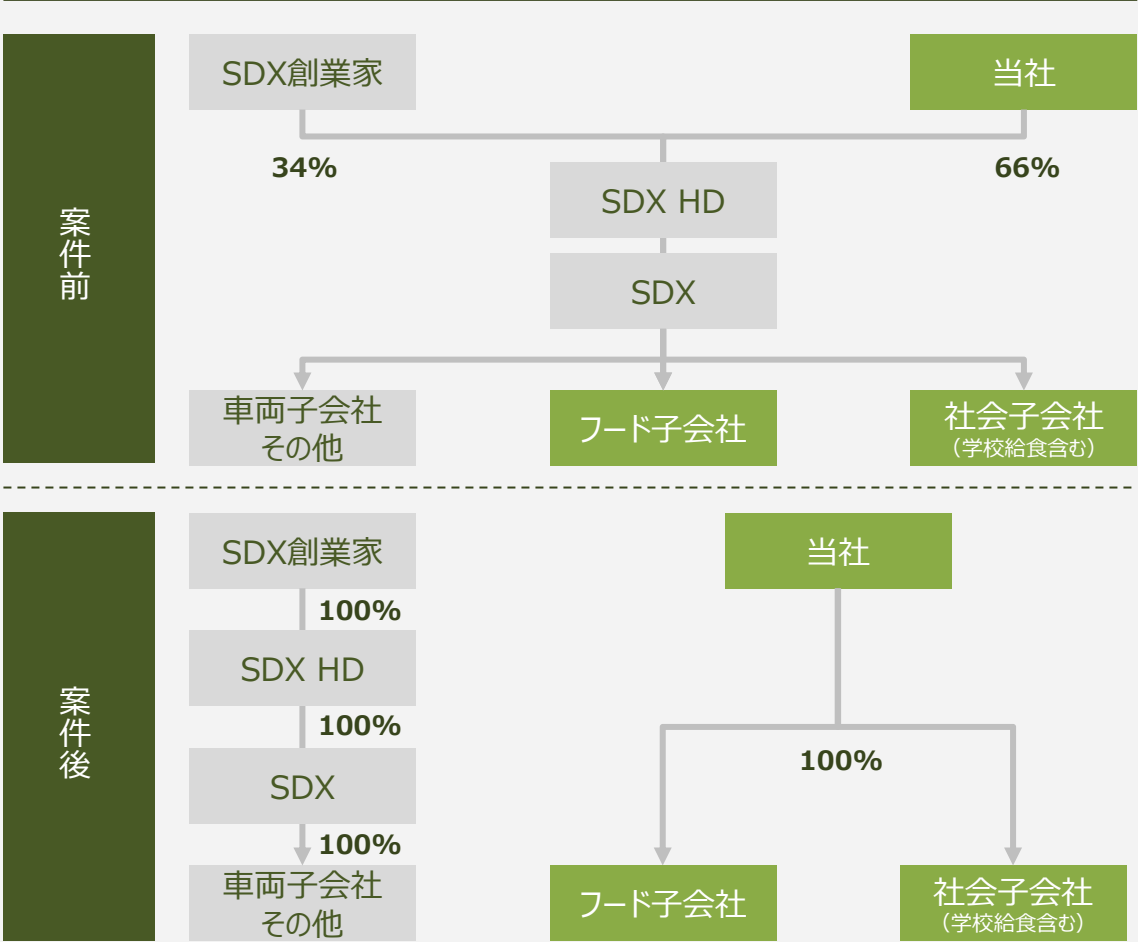 案件前
SDX創業家
当社
34%
66%
SDX HD
SDX
車両子会社
その他
フード子会社
社会子会社
（学校給食含む）
案件後
SDX創業家
当社
100%
SDX HD
100%
SDX
100%
100%
車両子会社
その他
フード子会社
社会子会社
（学校給食含む）